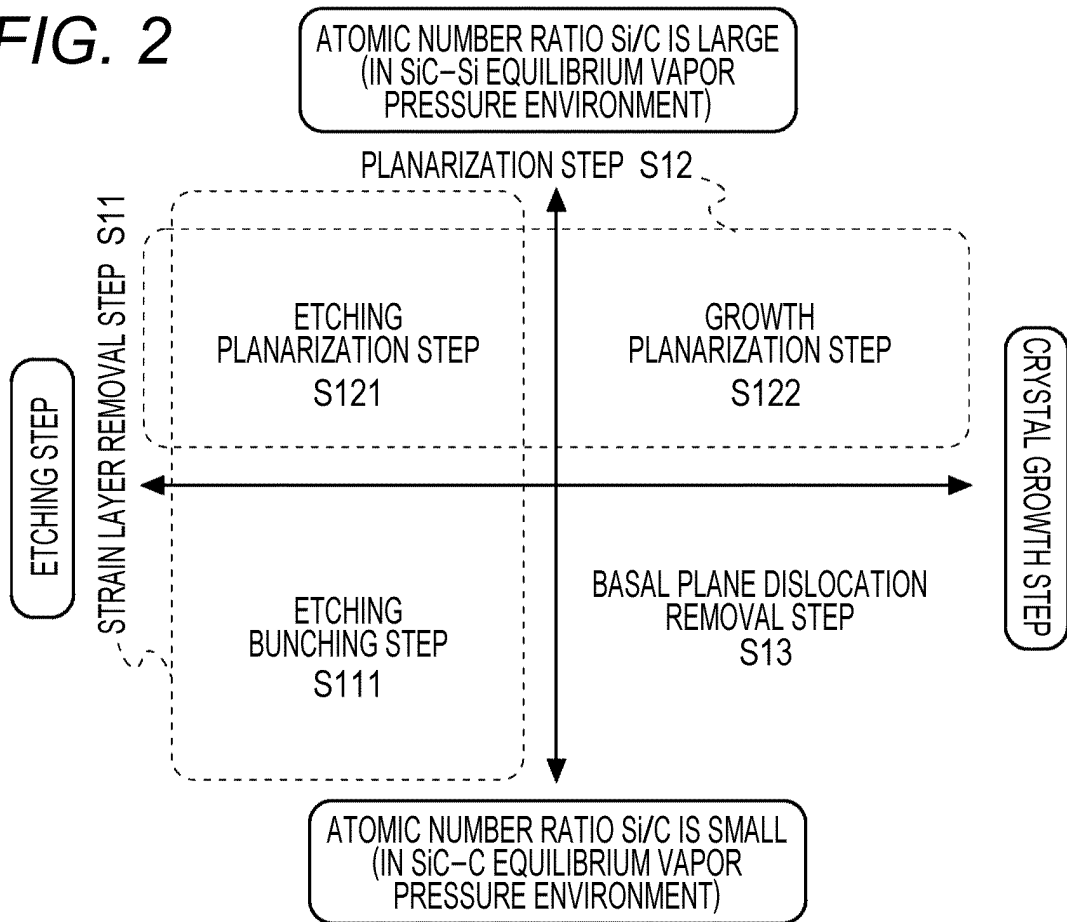 FIG. 2
ATOMIC NUMBER RATIO Si/C IS LARGE
(IN SiC-Si EQUILIBRIUM VAPOR
PRESSURE ENVIRONMENT)
PLANARIZATION STEP S12
STRAIN LAYER REMOVAL STEP S11
ETCHING STEP
ETCHING
PLANARIZATION STEP
S121
GROWTH
PLANARIZATION STEP
S122
CRYSTAL GROWTH STEP
ETCHING
BUNCHING STEP
S111
BASAL PLANE DISLOCATION
REMOVAL STEP
S13
ATOMIC NUMBER RATIO Si/C IS SMALL
(IN SiC-C EQUILIBRIUM VAPOR
PRESSURE ENVIRONMENT)